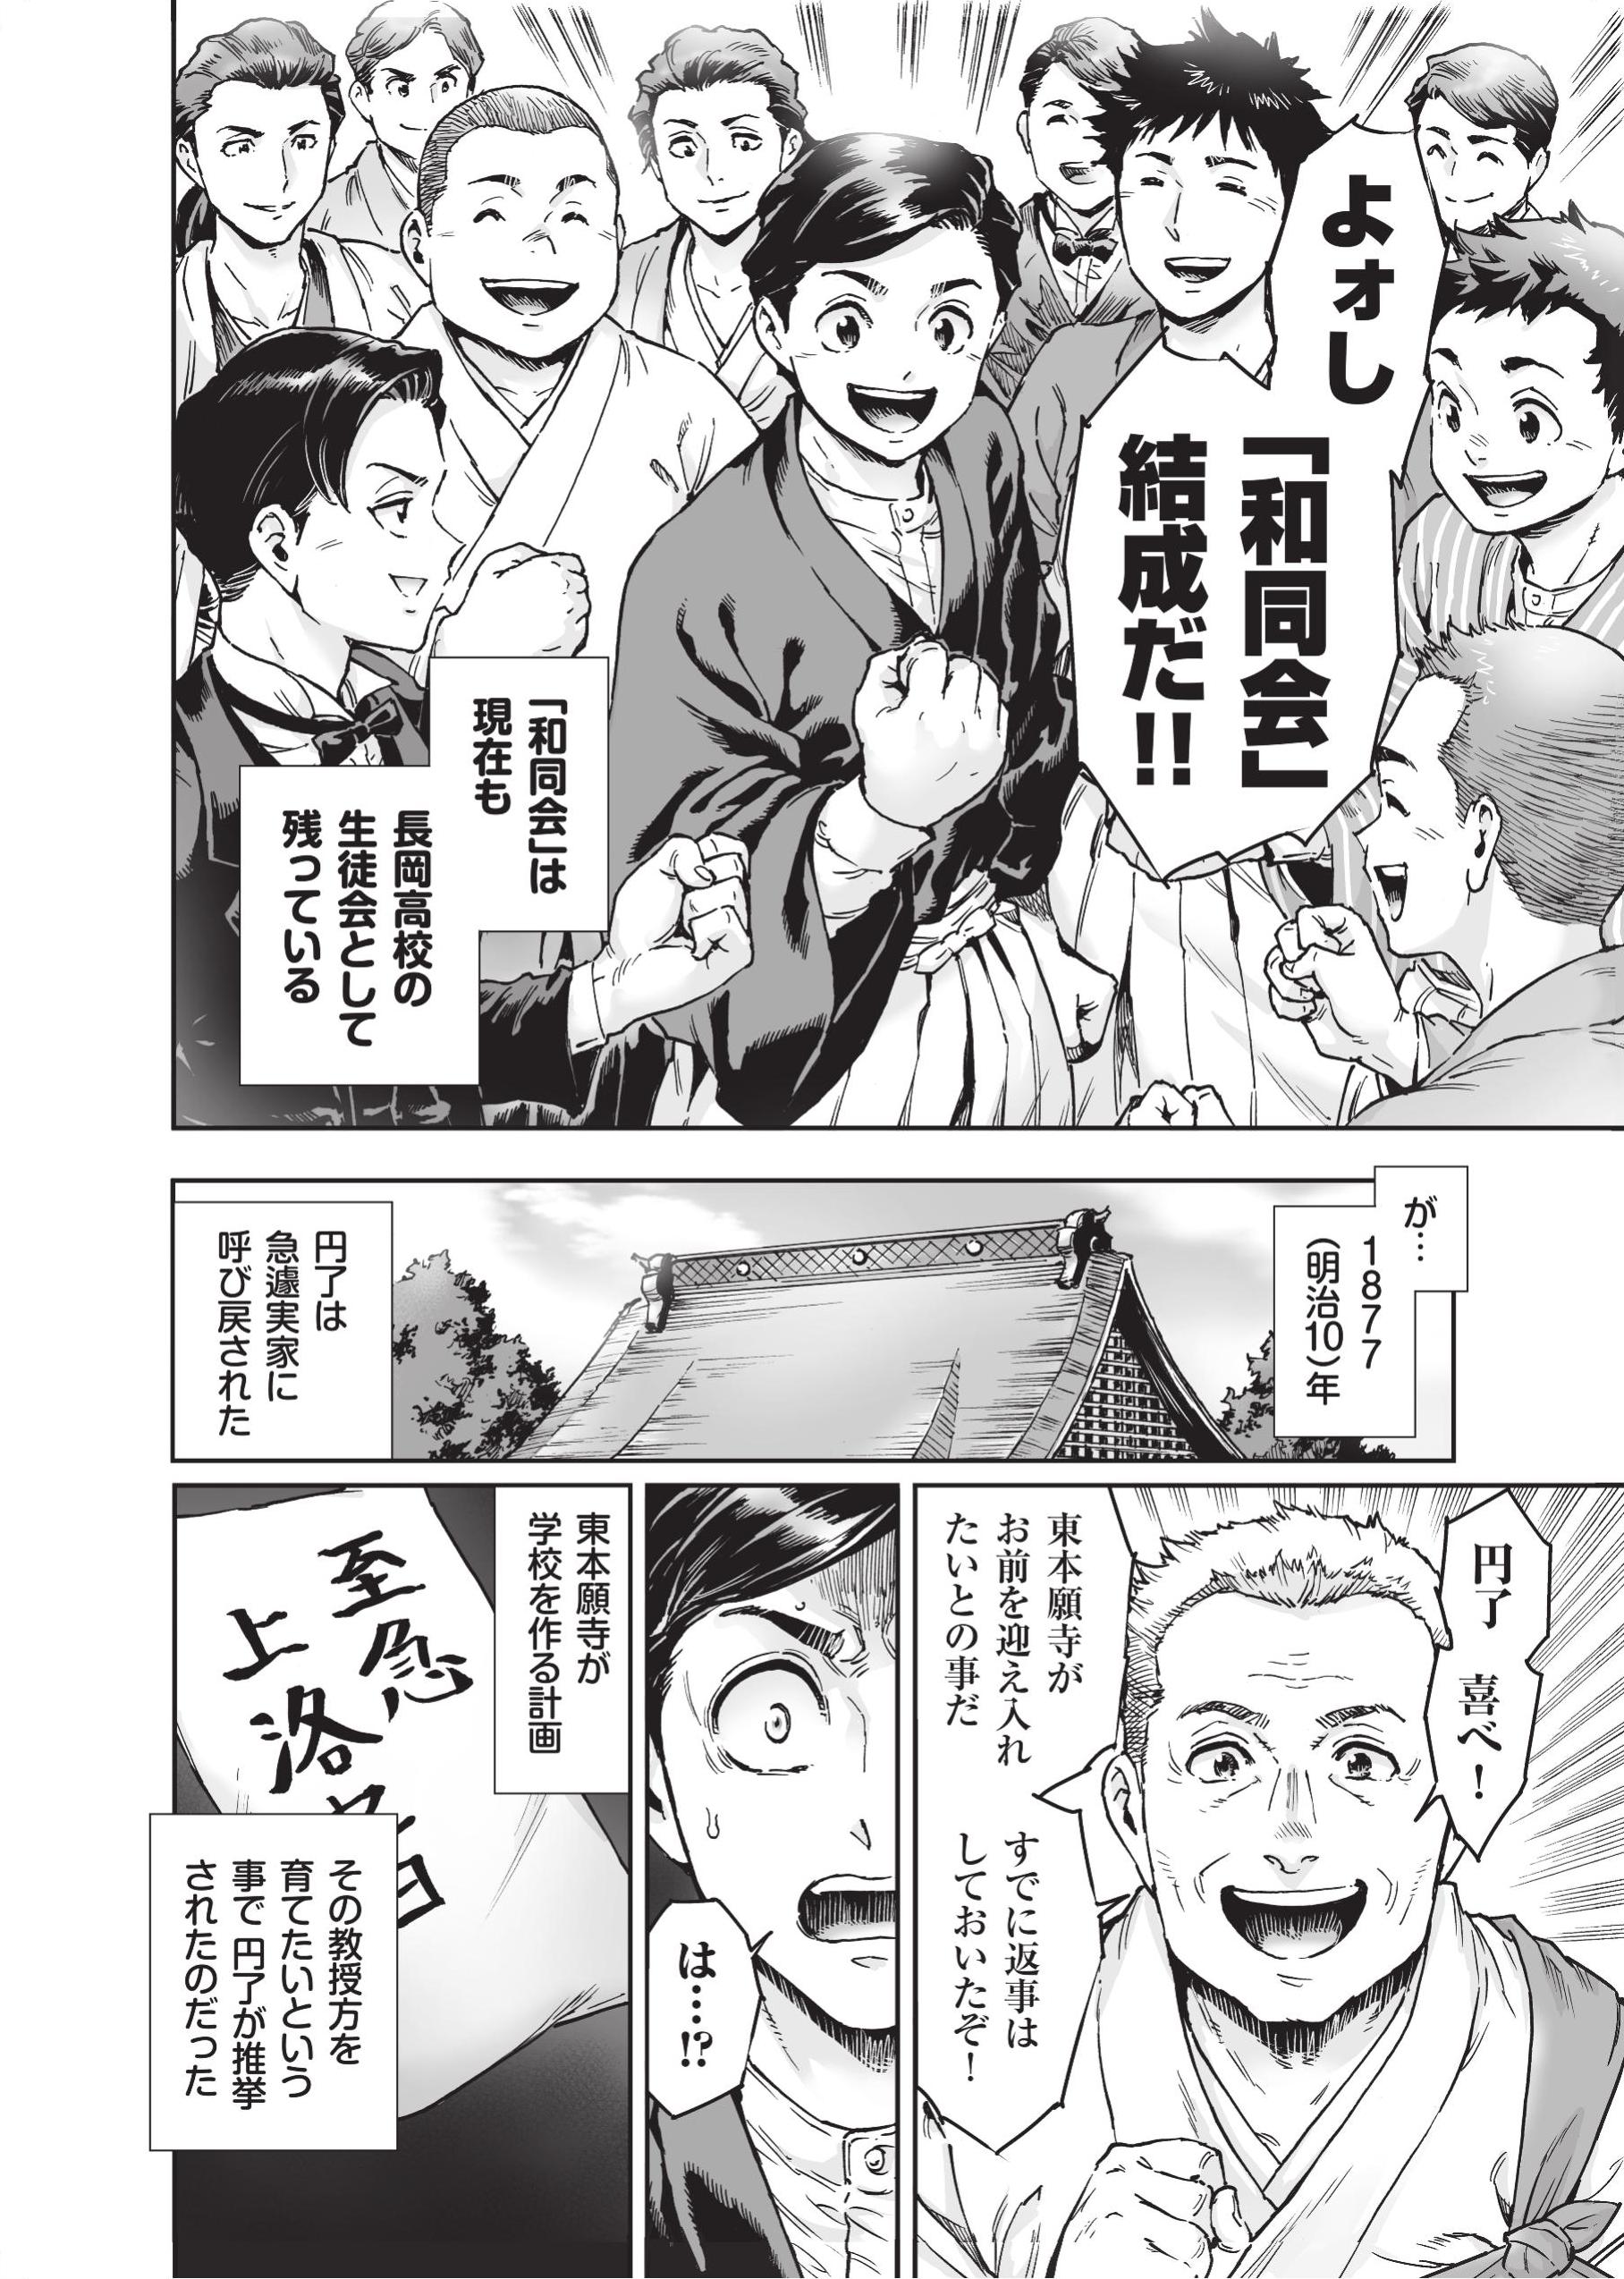 よォし
「和同会」
結成だ!!
「和同会」は
現在も
長岡高校の
生徒会として
残っている
が…
1877
(明治10)年
円了は
急遽実家に
呼び戻された
円了 喜べ!
東本願寺が
お前を迎え入れ
たいとの事だ
すでに返事は
しておいたぞ!
は…!?
東本願寺が
学校を作る計画
至急
上洛
その教授方を
育てたいという
事で 円了が推挙
されたのだった